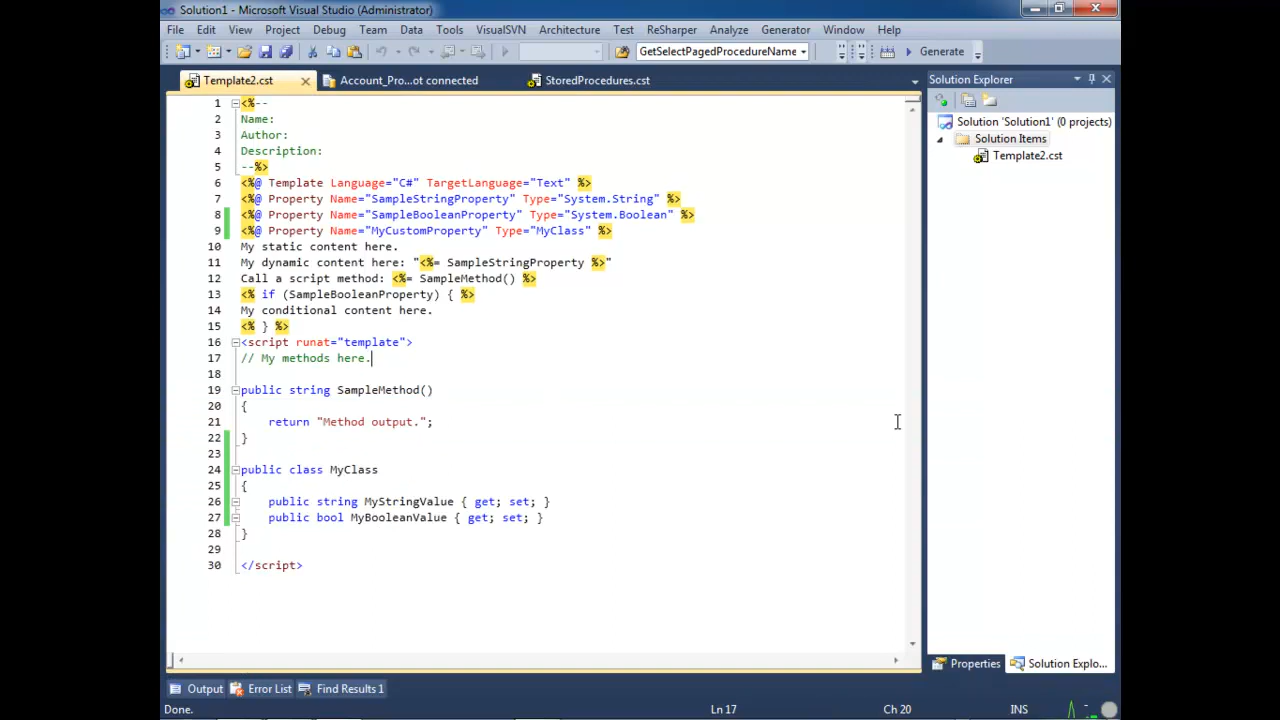 Solution1 - Microsoft Visual Studio (Administrator)
File Edit View Project Debug Team Data Tools VisualSVN Architecture Test ReSharper Analyze Generator Window Help
GetSelectPagedProcedureName Generate
Template2.cst Account_Pro...ot connected StoredProcedures.cst
Solution Explorer
Solution 'Solution1' (0 projects)
Solution Items
Template2.cst
1 <%--
2 Name:
3 Author:
4 Description:
5 --%>
6 <%@ Template Language="C#" TargetLanguage="Text" %>
7 <%@ Property Name="SampleStringProperty" Type="System.String" %>
8 <%@ Property Name="SampleBooleanProperty" Type="System.Boolean" %>
9 <%@ Property Name="MyCustomProperty" Type="MyClass" %>
10 My static content here.
11 My dynamic content here: "<%= SampleStringProperty %>"
12 Call a script method: <%= SampleMethod() %>
13 <% if (SampleBooleanProperty) { %>
14 My conditional content here.
15 <% } %>
16 <script runat="template">
17 // My methods here.
18
19 public string SampleMethod()
20 {
21 return "Method output.";
22 }
23
24 public class MyClass
25 {
26 public string MyStringValue { get; set; }
27 public bool MyBooleanValue { get; set; }
28 }
29
30 </script>
Properties Solution Explo...
Output Error List Find Results 1
Done. Ln 17 Ch 20 INS